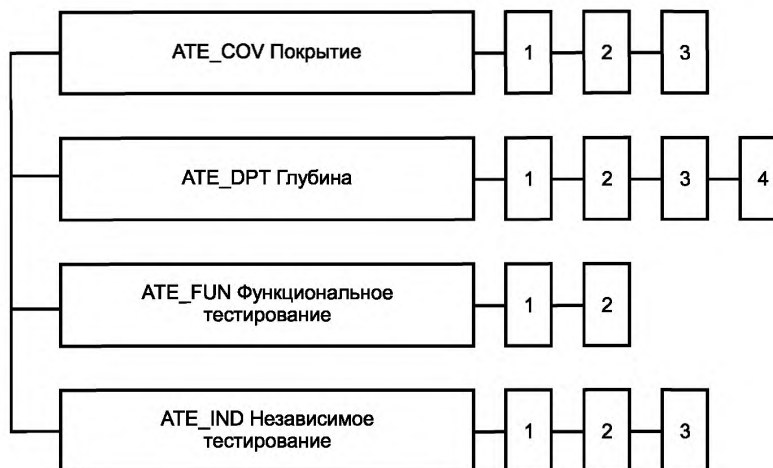 ATE_COV Покрытие 1 2 3
ATE_DPT Глубина 1 2 3 4
ATE_FUN Функциональное
тестирование 1 2
ATE_IND Независимое
тестирование 1 2 3